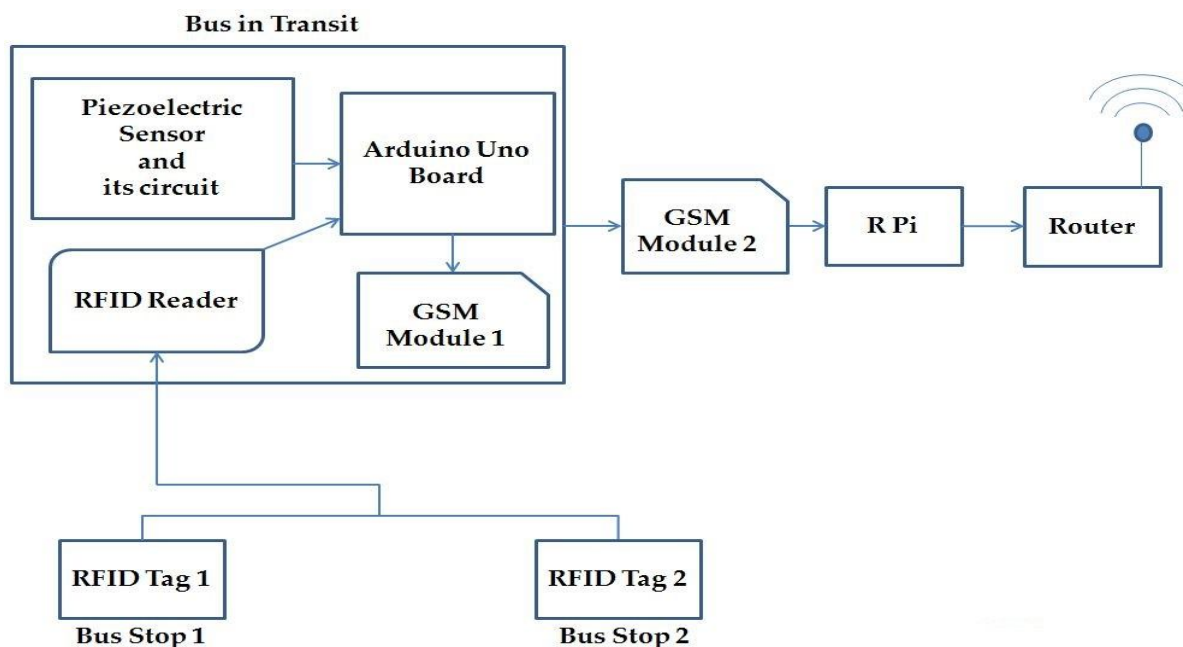 Bus in Transit
Piezoelectric
Sensor
and
its circuit
Arduino Uno
Board
RFID Reader
GSM
Module 1
GSM
Module 2
R Pi
Router
RFID Tag 1
Bus Stop 1
RFID Tag 2
Bus Stop 2